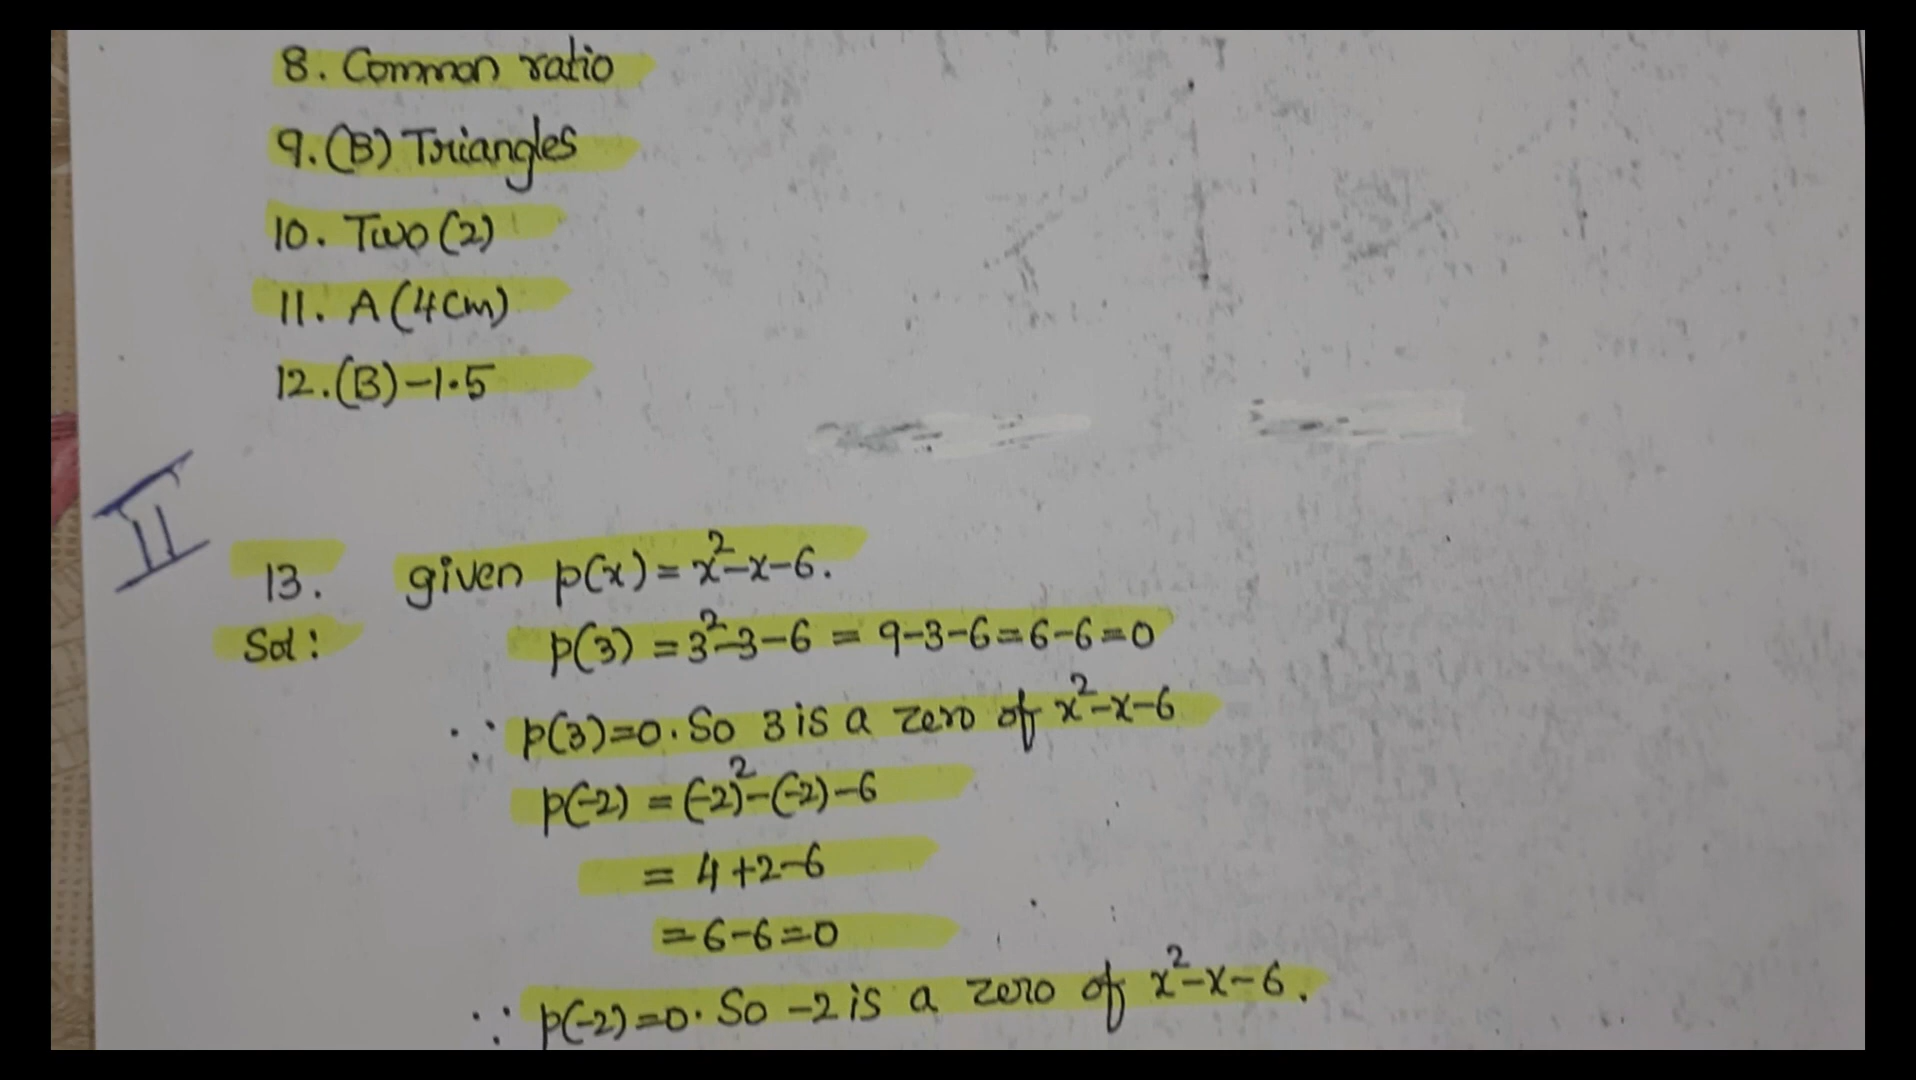 8. Common ratio
9. (B) Triangles
10. Two (2)
11. A (4 cm)
12. (B) -1.5
II
13. given p(x) = x²-x-6.
Sol: p(3) = 3²-3-6 = 9-3-6=6-6=0
∵ p(3)=0. So 3 is a zero of x²-x-6
p(-2) = (-2)²-(-2)-6
= 4+2-6
=6-6=0
∵ p(-2)=0. So -2 is a zero of x²-x-6.